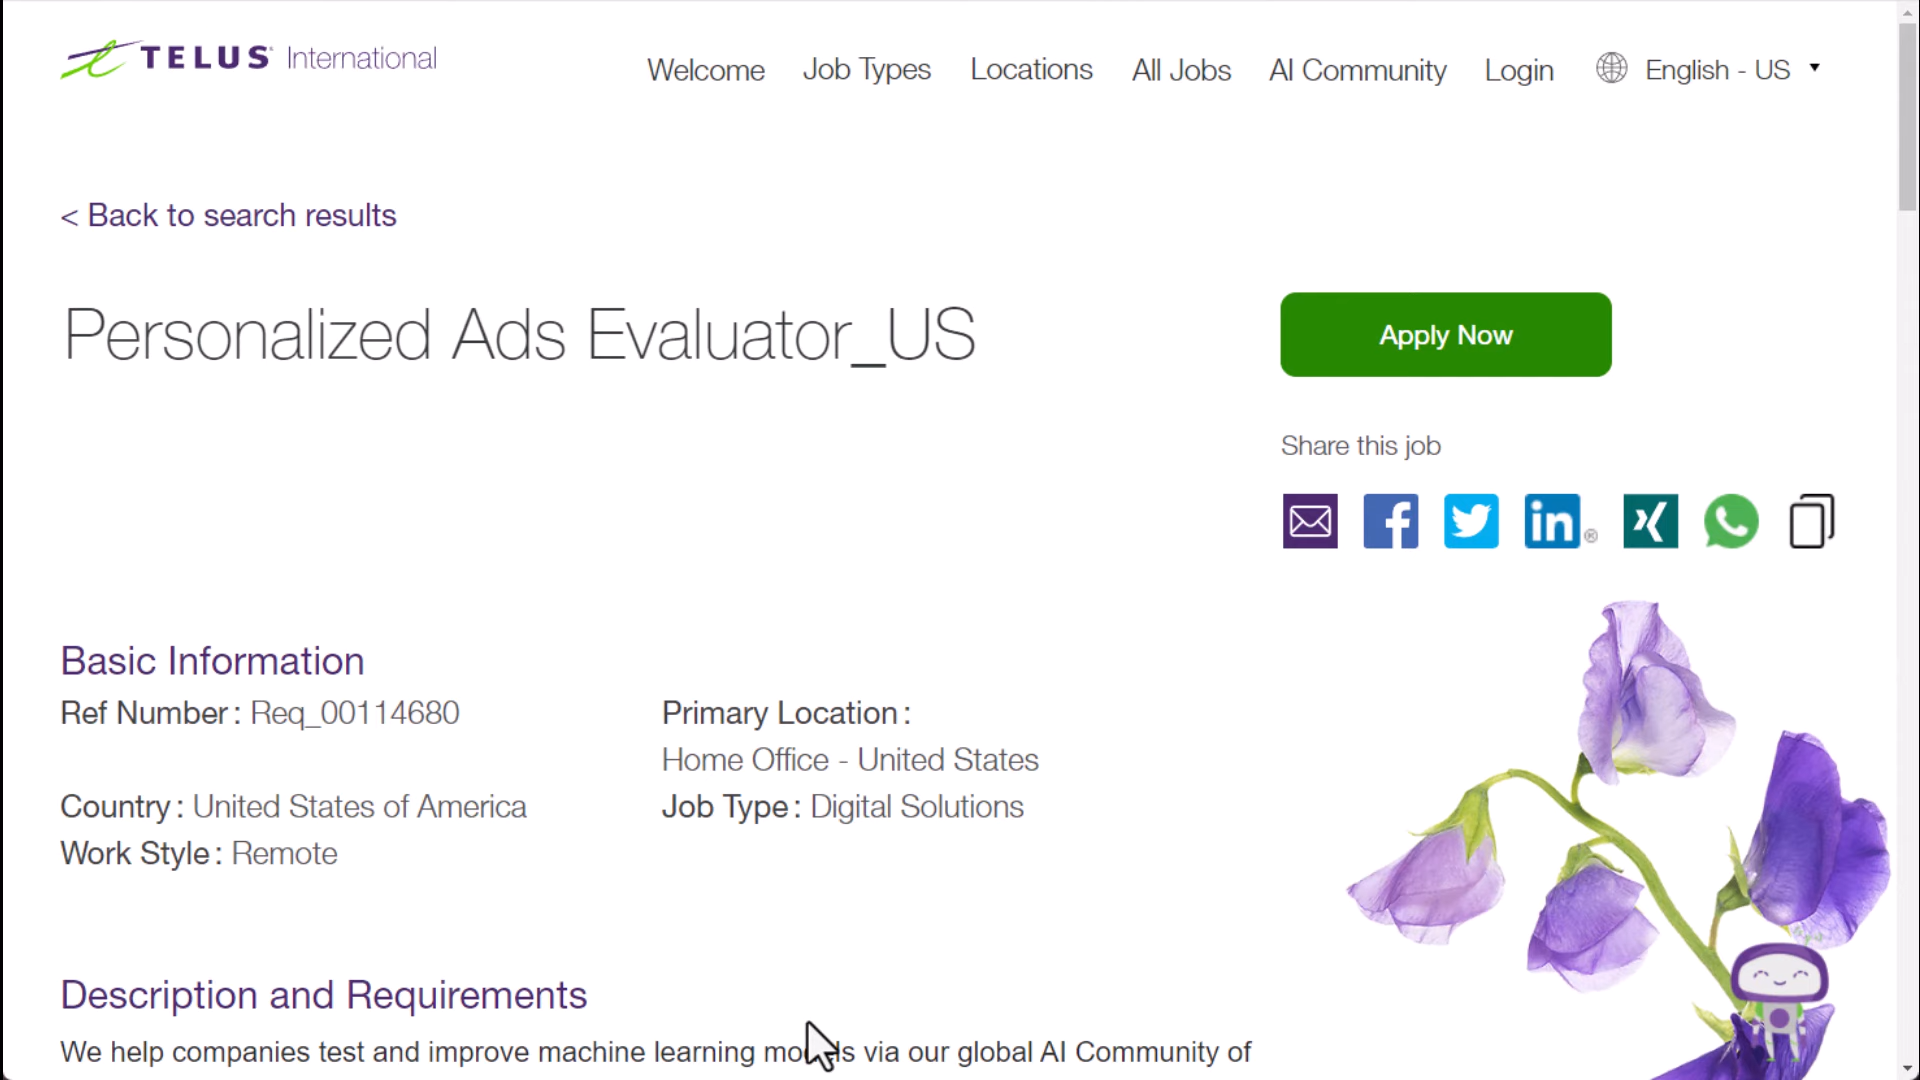 TELUS International
Welcome Job Types Locations All Jobs AI Community Login English - US
< Back to search results
Personalized Ads Evaluator_US
Apply Now
Share this job
Basic Information
Ref Number : Req_00114680
Primary Location :
Home Office - United States
Country : United States of America
Job Type : Digital Solutions
Work Style : Remote
Description and Requirements
We help companies test and improve machine learning via our global AI Community of